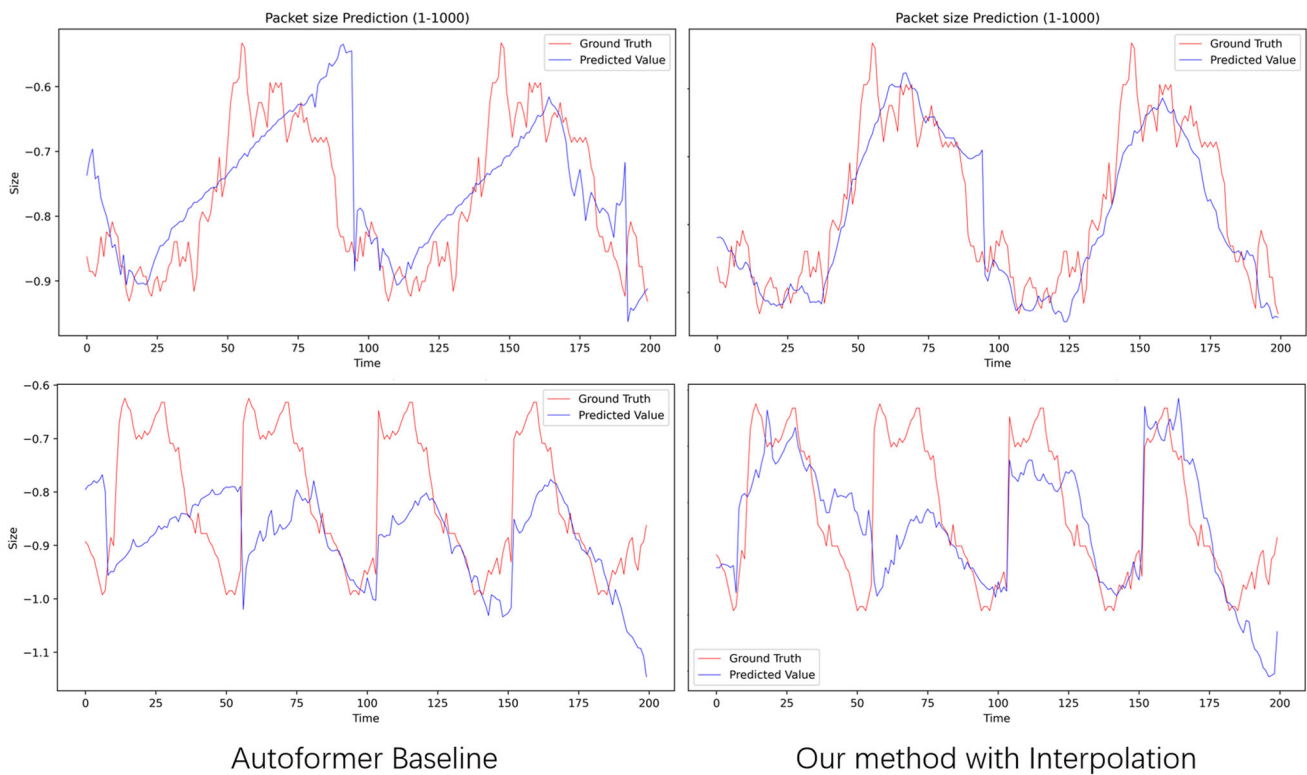 Packet size Prediction (1-1000)
Ground Truth
Predicted Value
−0.6
−0.7
−0.8
−0.9
Size
0 25 50 75 100 125 150 175 200
Time
Packet size Prediction (1-1000)
Ground Truth
Predicted Value
0 25 50 75 100 125 150 175 200
Time
−0.6
−0.7
−0.8
−0.9
−1.0
−1.1
Size
Ground Truth
Predicted Value
0 25 50 75 100 125 150 175 200
Time
Ground Truth
Predicted Value
0 25 50 75 100 125 150 175 200
Time
Autoformer Baseline
Our method with Interpolation